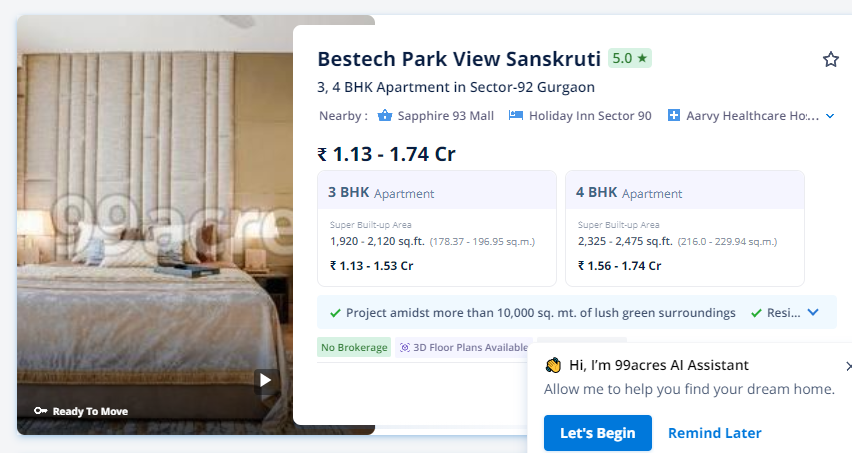 Bestech Park View Sanskruti 5.0 ★
3, 4 BHK Apartment in Sector-92 Gurgaon
Nearby : Sapphire 93 Mall Holiday Inn Sector 90 Aarvy Healthcare Ho...
₹ 1.13 - 1.74 Cr
3 BHK Apartment
Super Built-up Area
1,920 - 2,120 sq.ft. (178.37 - 196.95 sq.m.)
₹ 1.13 - 1.53 Cr
4 BHK Apartment
Super Built-up Area
2,325 - 2,475 sq.ft. (216.0 - 229.94 sq.m.)
₹ 1.56 - 1.74 Cr
Project amidst more than 10,000 sq. mt. of lush green surroundings Resi...
No Brokerage 3D Floor Plans Available
99acre
Ready To Move
Hi, I'm 99acres AI Assistant
Allow me to help you find your dream home.
Let's Begin Remind Later